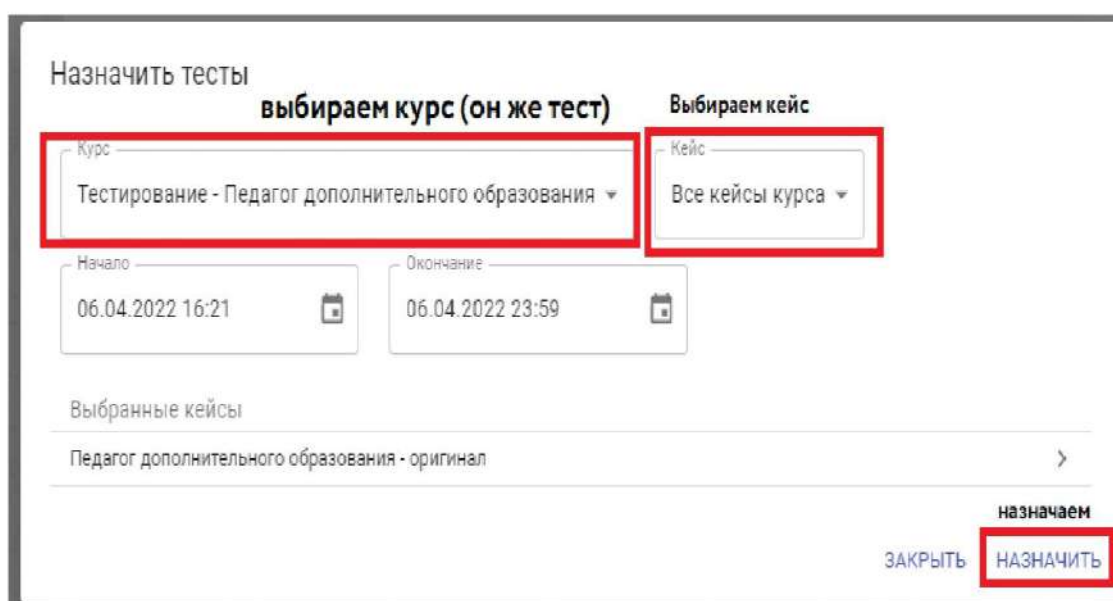 Назначить тесты
выбираем курс (он же тест) Выбираем кейс
Курс Кейс
Тестирование - Педагог дополнительного образования Все кейсы курса
Начало Окончание
06.04.2022 16:21 06.04.2022 23:59
Выбранные кейсы
Педагог дополнительного образования - оригинал
назначаем
ЗАКРЫТЬ НАЗНАЧИТЬ